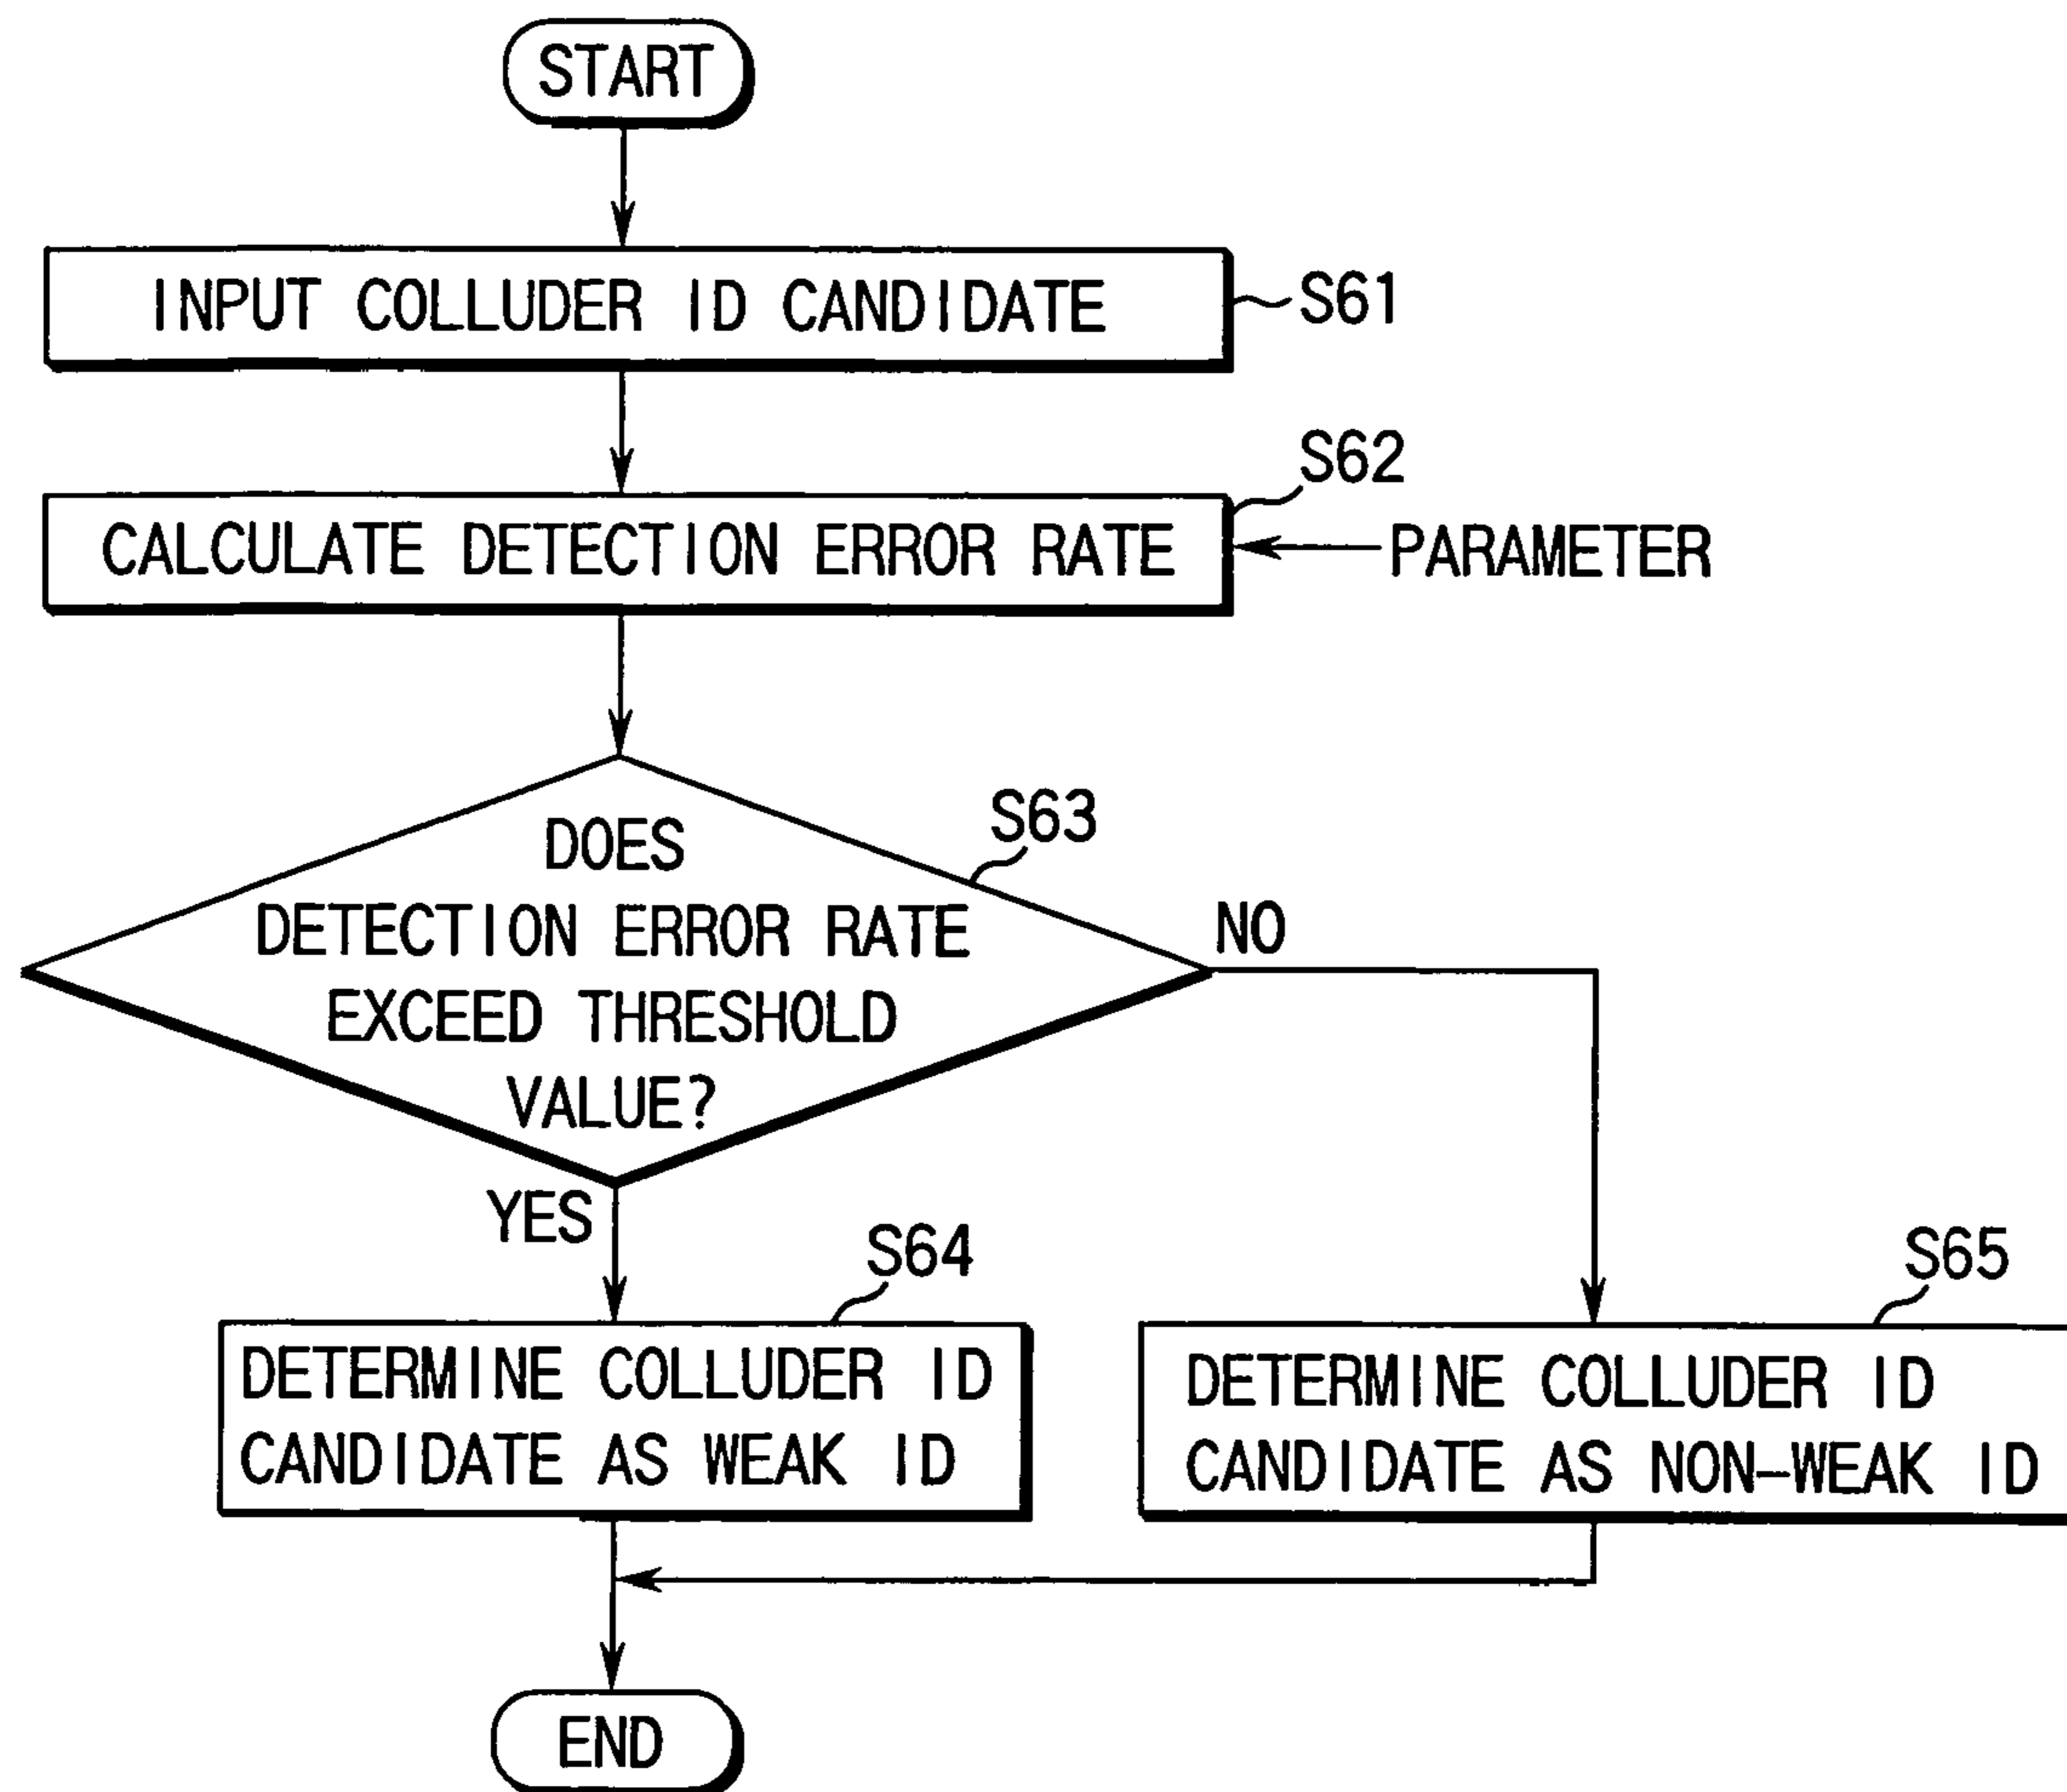 START
INPUT COLLUDER ID CANDIDATE
S61
S62
CALCULATE DETECTION ERROR RATE
PARAMETER
S63
DOES
DETECTION ERROR RATE
EXCEED THRESHOLD
VALUE?
NO
YES
S64
DETERMINE COLLUDER ID
CANDIDATE AS WEAK ID
S65
DETERMINE COLLUDER ID
CANDIDATE AS NON-WEAK ID
END